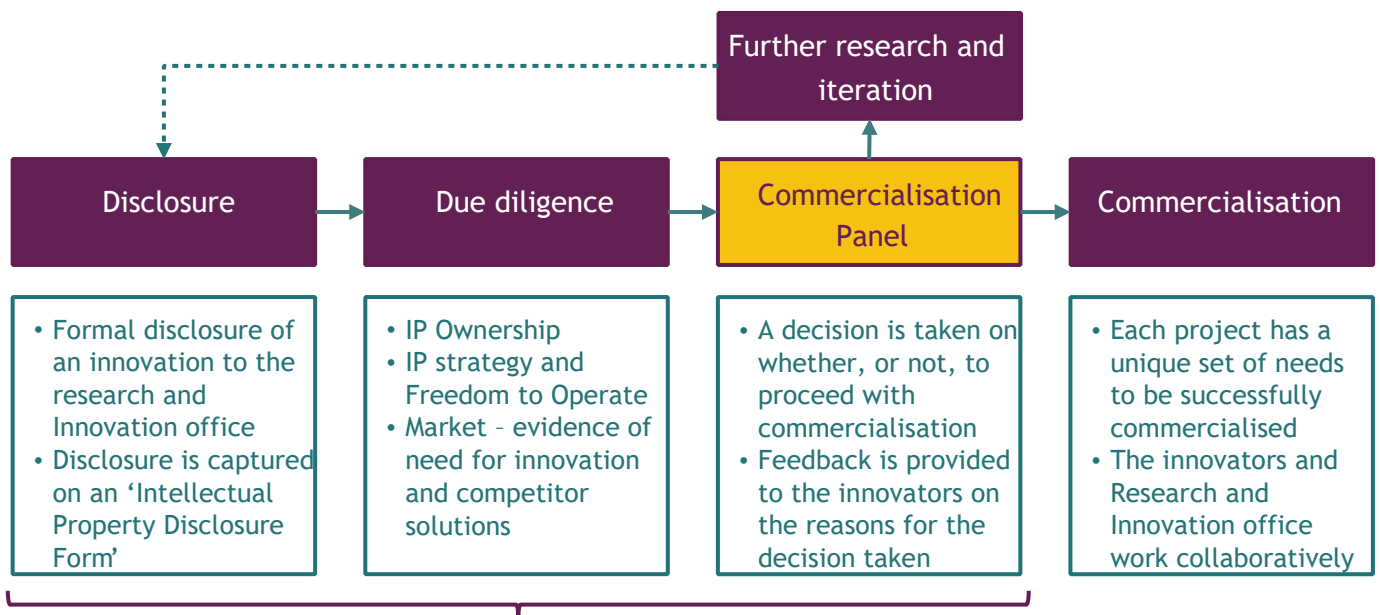 Further research and
iteration
Disclosure
Due diligence
Commercialisation
Panel
Commercialisation
• Formal disclosure of
an innovation to the
research and
Innovation office
• Disclosure is captured
on an ‘Intellectual
Property Disclosure
Form’
• IP Ownership
• IP strategy and
Freedom to Operate
• Market – evidence of
need for innovation
and competitor
solutions
• A decision is taken on
whether, or not, to
proceed with
commercialisation
• Feedback is provided
to the innovators on
the reasons for the
decision taken
• Each project has a
unique set of needs
to be successfully
commercialised
• The innovators and
Research and
Innovation office
work collaboratively